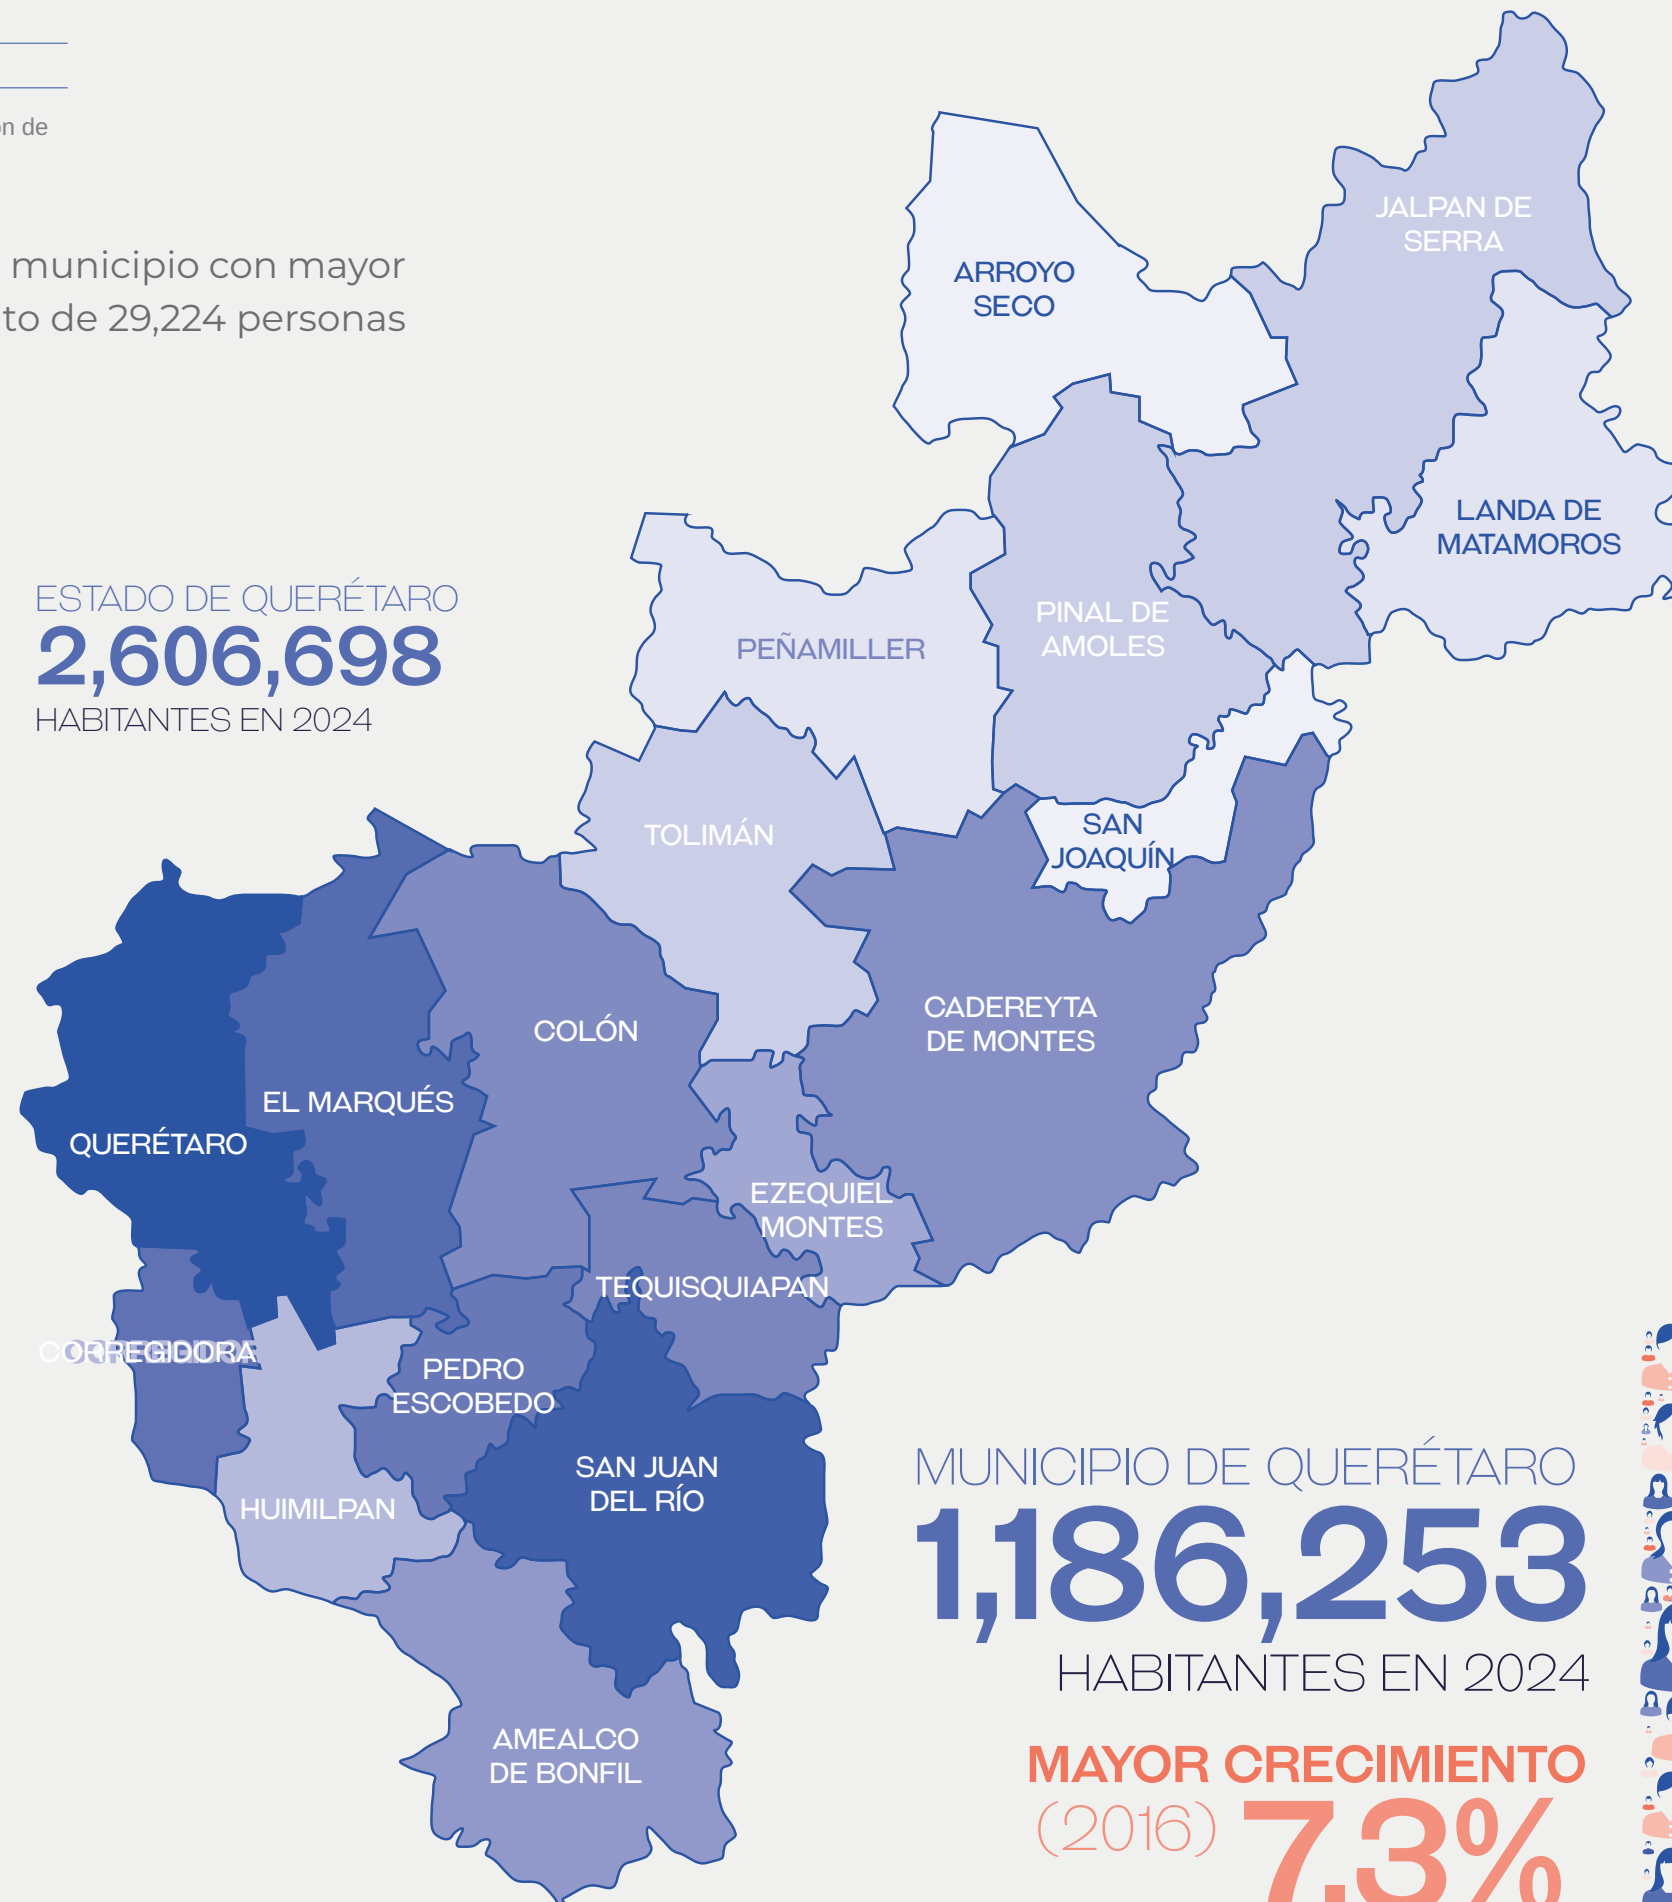 ón de
municipio con mayor
to de 29,224 personas
JALPAN DE
SERRA
ARROYO
SECO
LANDA DE
MATAMOROS
ESTADO DE QUERÉTARO
2,606,698
HABITANTES EN 2024
PEÑAMILLER
PINAL DE
AMOLES
TOLIMÁN
SAN
JOAQUÍN
CADEREYTA
DE MONTES
COLÓN
EL MARQUÉS
QUERÉTARO
EZEQUIEL
MONTES
TEQUISQUIAPAN
CORREGIDORA
PEDRO
ESCOBEDO
SAN JUAN
DEL RÍO
HUIMILPAN
AMEALCO
DE BONFIL
MUNICIPIO DE QUERÉTARO
1,186,253
HABITANTES EN 2024
MAYOR CRECIMIENTO
(2016) 7.3%